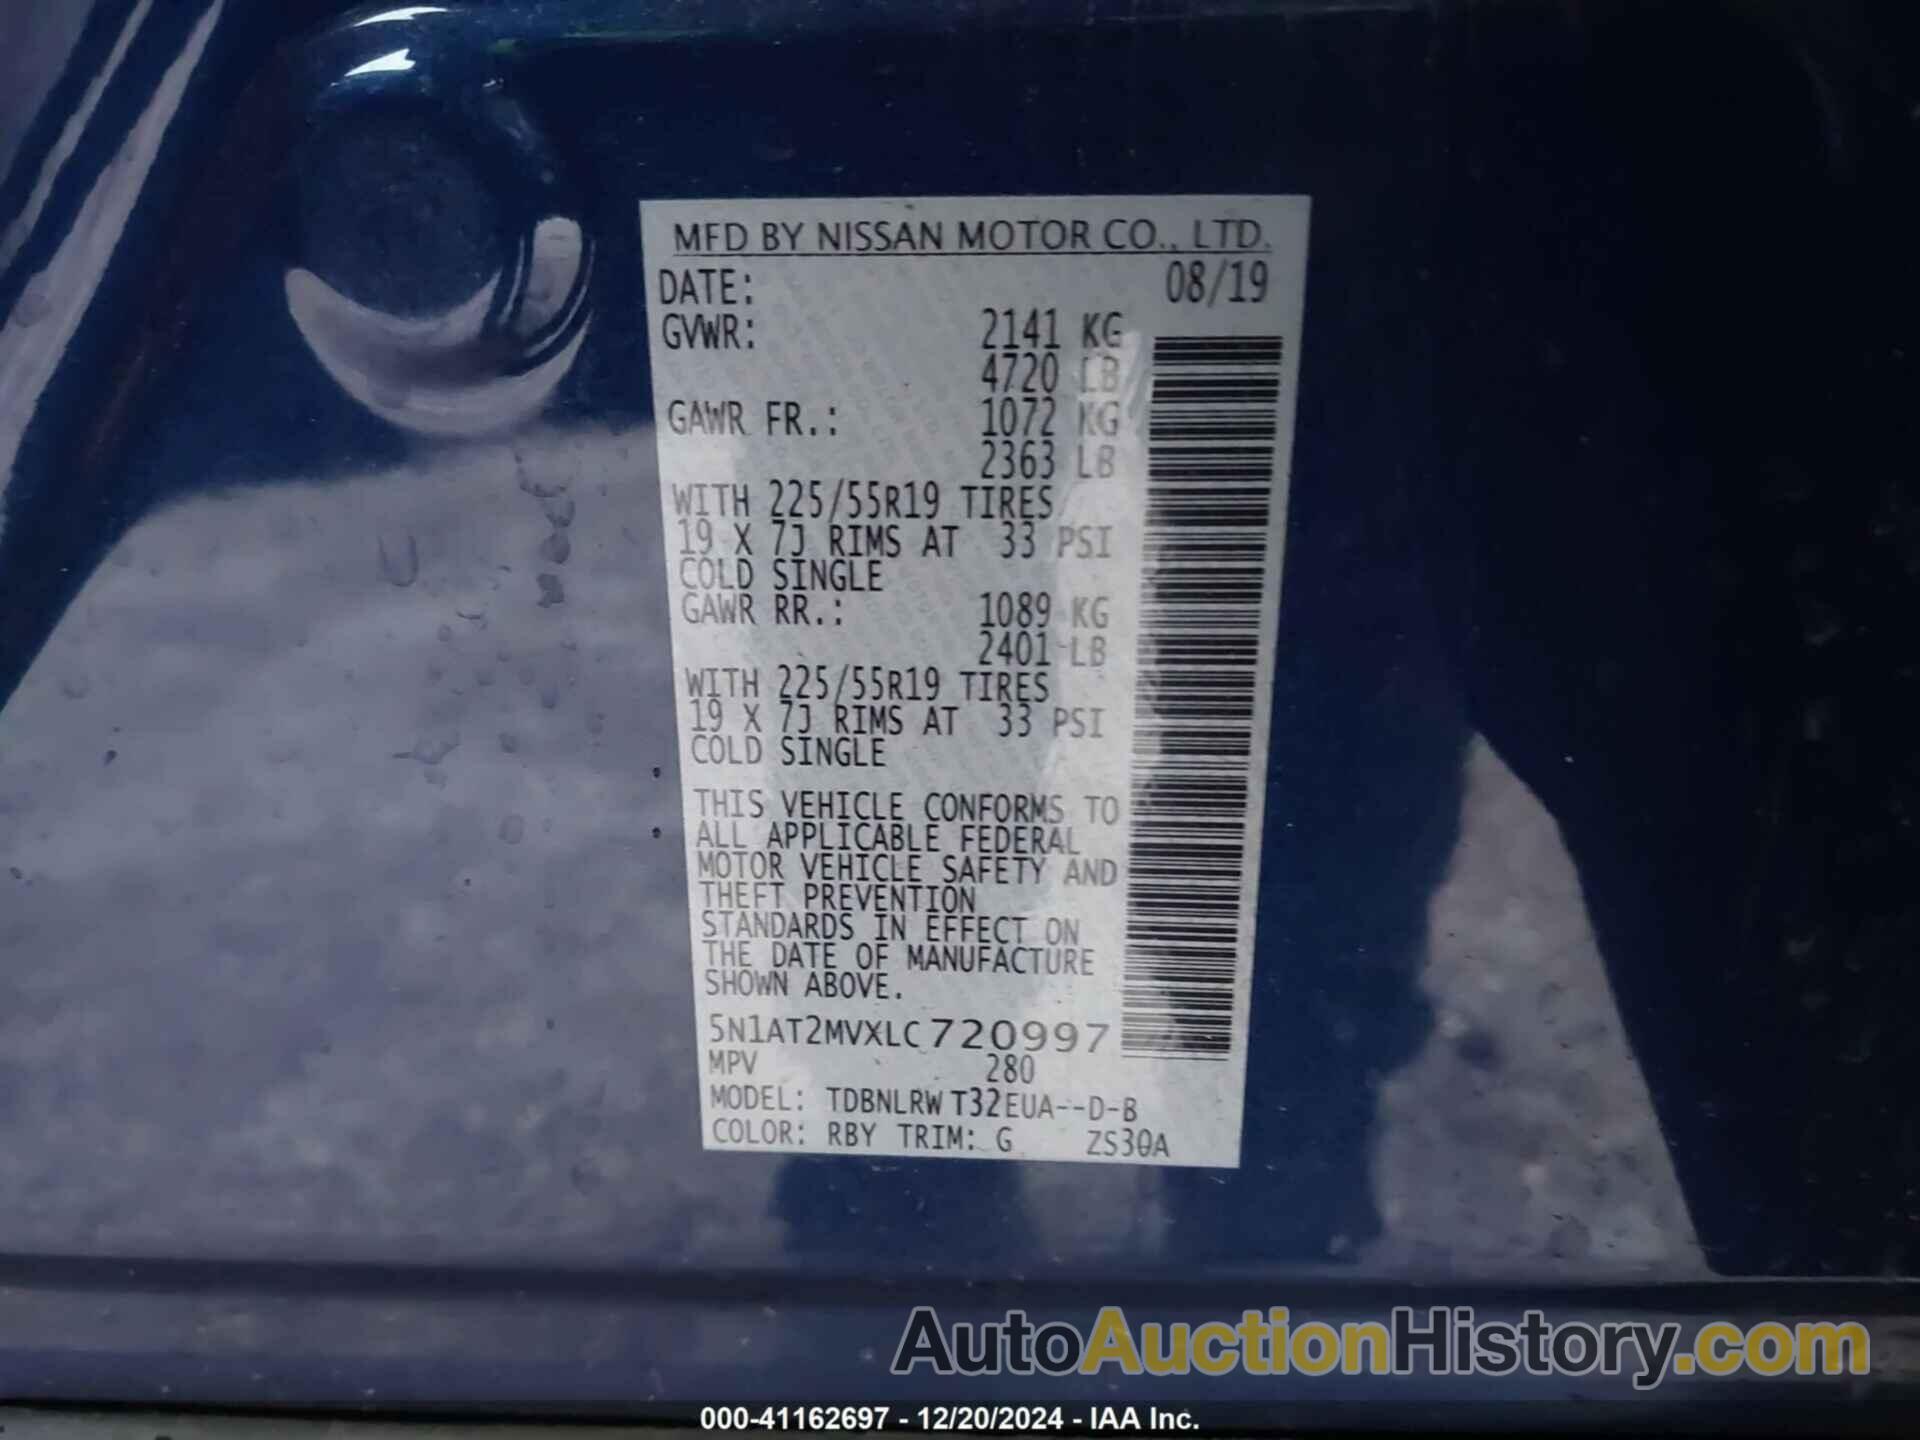 MFD BY NISSAN MOTOR CO., LTD.
DATE: 08/19
GVWR: 2141 KG
4720 LB
GAWR FR.: 1072 KG
2363 LB
WITH 225/55R19 TIRES
19 X 7J RIMS AT 33 PSI
COLD SINGLE
GAWR RR.: 1089 KG
2401 LB
WITH 225/55R19 TIRES
19 X 7J RIMS AT 33 PSI
COLD SINGLE
THIS VEHICLE CONFORMS TO
ALL APPLICABLE FEDERAL
MOTOR VEHICLE SAFETY AND
THEFT PREVENTION
STANDARDS IN EFFECT ON
THE DATE OF MANUFACTURE
SHOWN ABOVE.
5N1AT2MVXLC720997
MPV 280
MODEL: TDBNLRW T32EUA--D-B
COLOR: RBY TRIM: G ZS30A
AutoAuctionHistory.com
000-41162697 - 12/20/2024 - IAA Inc.